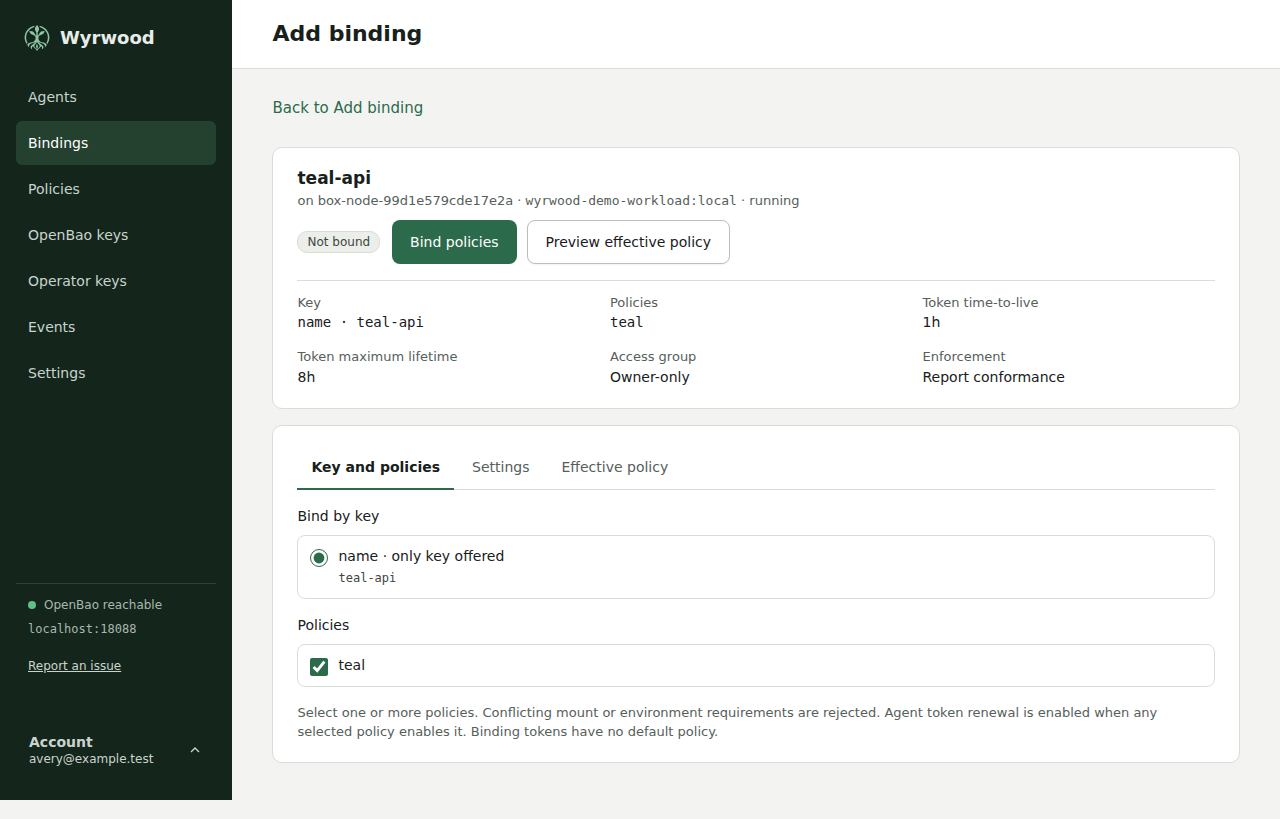 Wyrwood
Agents
Bindings
Policies
OpenBao keys
Operator keys
Events
Settings
OpenBao reachable
localhost:18088
Report an issue
Account
avery@example.test
Add binding
Back to Add binding
teal-api
on box-node-99d1e579cde17e2a · wyrwood-demo-workload:local · running
Not bound
Bind policies
Preview effective policy
Key
name · teal-api
Policies
teal
Token time-to-live
1h
Token maximum lifetime
8h
Access group
Owner-only
Enforcement
Report conformance
Key and policies
Settings
Effective policy
Bind by key
name · only key offered
teal-api
Policies
teal
Select one or more policies. Conflicting mount or environment requirements are rejected. Agent token renewal is enabled when any
selected policy enables it. Binding tokens have no default policy.